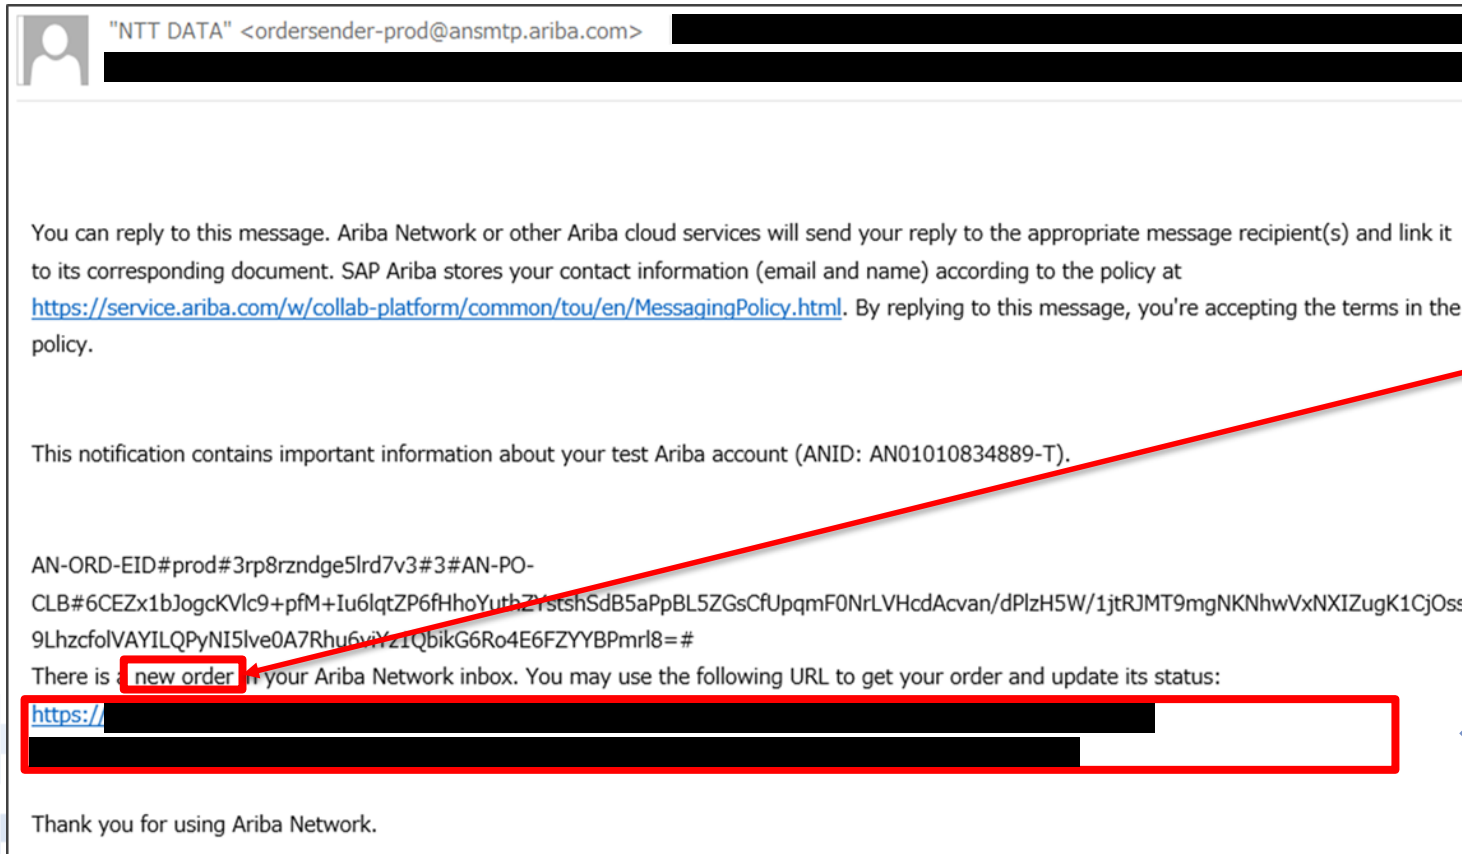 "NTT DATA" <ordersender-prod@ansmtp.ariba.com>
You can reply to this message. Ariba Network or other Ariba cloud services will send your reply to the appropriate message recipient(s) and link it
to its corresponding document. SAP Ariba stores your contact information (email and name) according to the policy at
https://service.ariba.com/w/collab-platform/common/tou/en/MessagingPolicy.html. By replying to this message, you're accepting the terms in the
policy.
This notification contains important information about your test Ariba account (ANID: AN01010834889-T).
AN-ORD-EID#prod#3rp8rzndge5lrd7v3#3#AN-PO-
There is new order your Ariba Network inbox. You may use the following URL to get your order and update its status:
https://
Thank you for using Ariba Network.